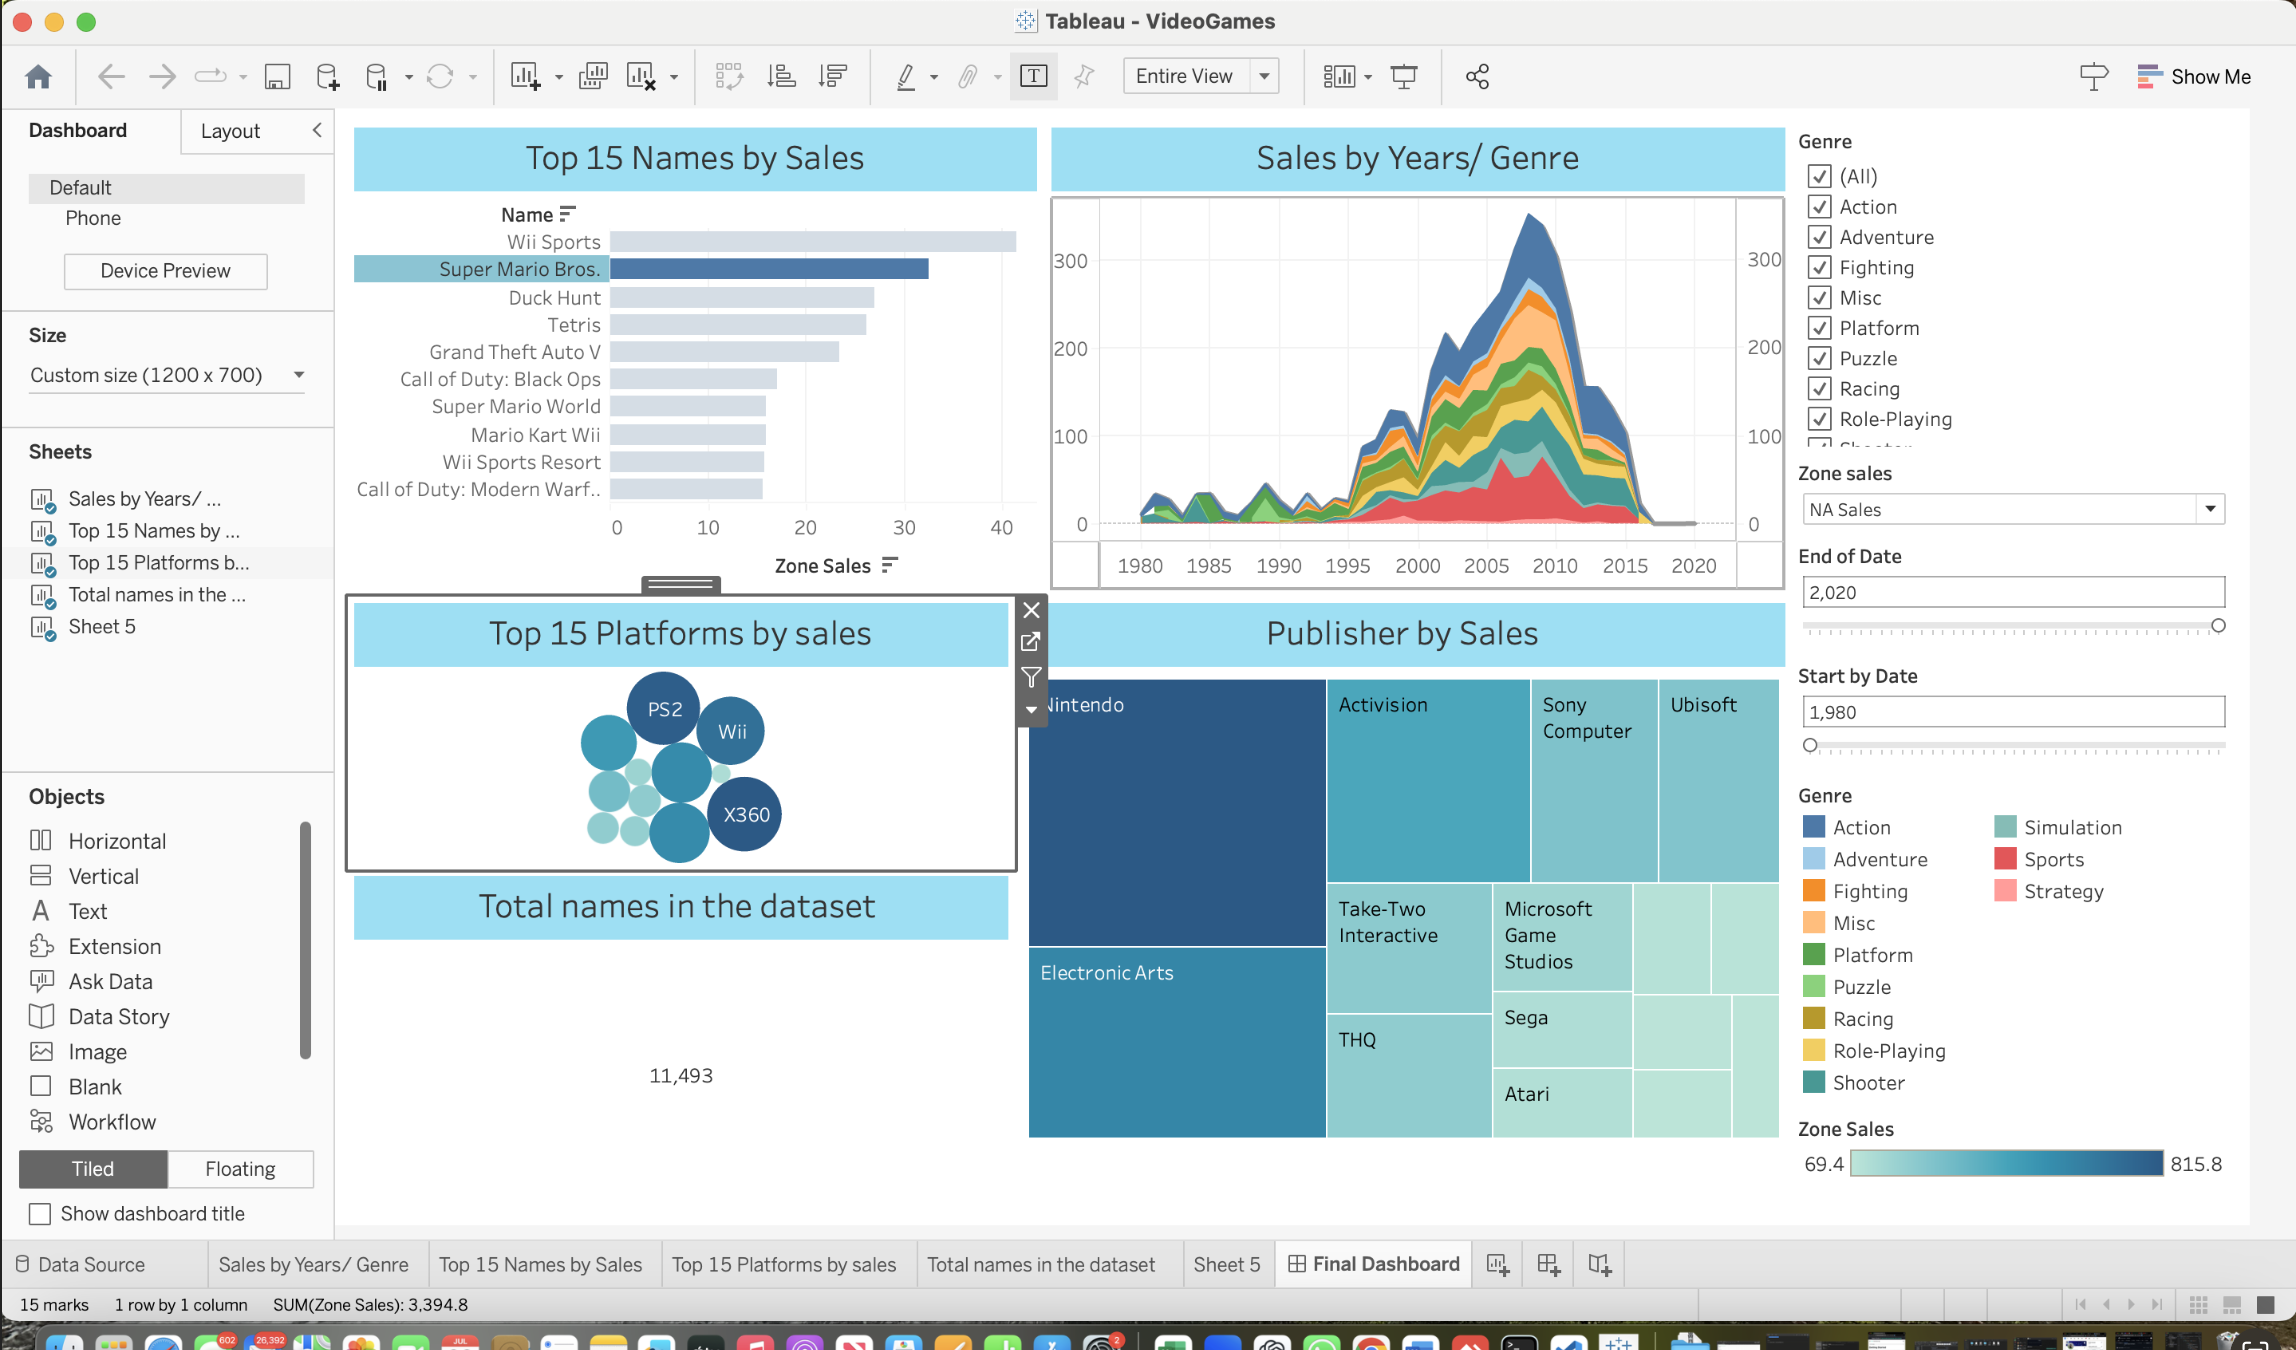 Tableau - VideoGames
Entire View
Show Me
Dashboard
Layout
Default
Phone
Device Preview
Size
Custom size (1200 x 700)
Sheets
Sales by Years/ ...
Top 15 Names by ...
Top 15 Platforms b...
Total names in the ...
Sheet 5
Objects
Horizontal
Vertical
Text
Extension
Ask Data
Data Story
Image
Blank
Workflow
Tiled
Floating
Show dashboard title
Top 15 Names by Sales
Name
Wii Sports
Super Mario Bros.
Duck Hunt
Tetris
Grand Theft Auto V
Call of Duty: Black Ops
Super Mario World
Mario Kart Wii
Wii Sports Resort
Call of Duty: Modern Warf..
0 10 20 30 40
Zone Sales
Sales by Years/ Genre
300 300
200 200
100 100
0 0
1980 1985 1990 1995 2000 2005 2010 2015 2020
Top 15 Platforms by sales
PS2
Wii
X360
Total names in the dataset
11,493
Publisher by Sales
Nintendo
Activision
Sony
Computer
Ubisoft
Electronic Arts
Take-Two
Interactive
Microsoft
Game
Studios
THQ
Sega
Atari
Genre
(All)
Action
Adventure
Fighting
Misc
Platform
Puzzle
Racing
Role-Playing
Zone sales
NA Sales
End of Date
2,020
Start by Date
1,980
Genre
Action
Adventure
Fighting
Misc
Platform
Puzzle
Racing
Role-Playing
Shooter
Simulation
Sports
Strategy
Zone Sales
69.4 815.8
Data Source
Sales by Years/ Genre
Top 15 Names by Sales
Top 15 Platforms by sales
Total names in the dataset
Sheet 5
Final Dashboard
15 marks
1 row by 1 column
SUM(Zone Sales): 3,394.8
602
26,392
JUL
2